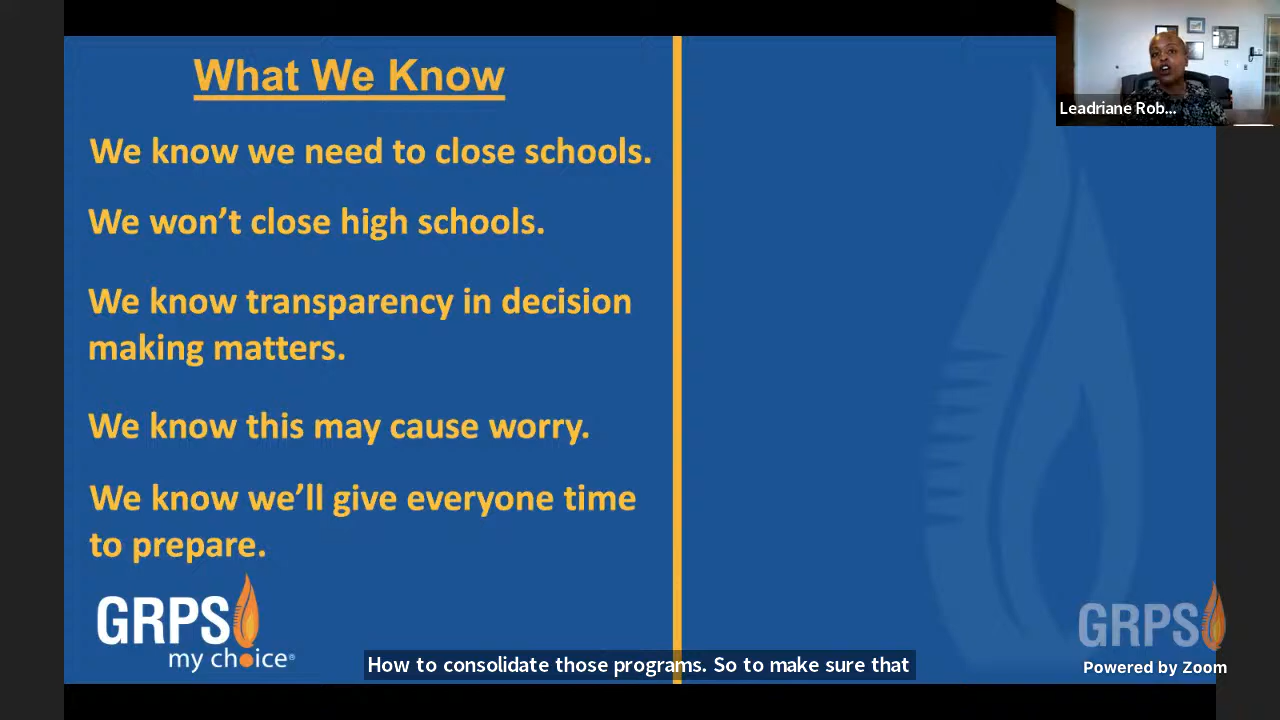 What We Know
We know we need to close schools.
We won't close high schools.
We know transparency in decision
making matters.
We know this may cause worry.
We know we'll give everyone time
to prepare.
GRPS
my choice®
How to consolidate those programs. So to make sure that
Leadriane Rob...
GRPS
Powered by Zoom